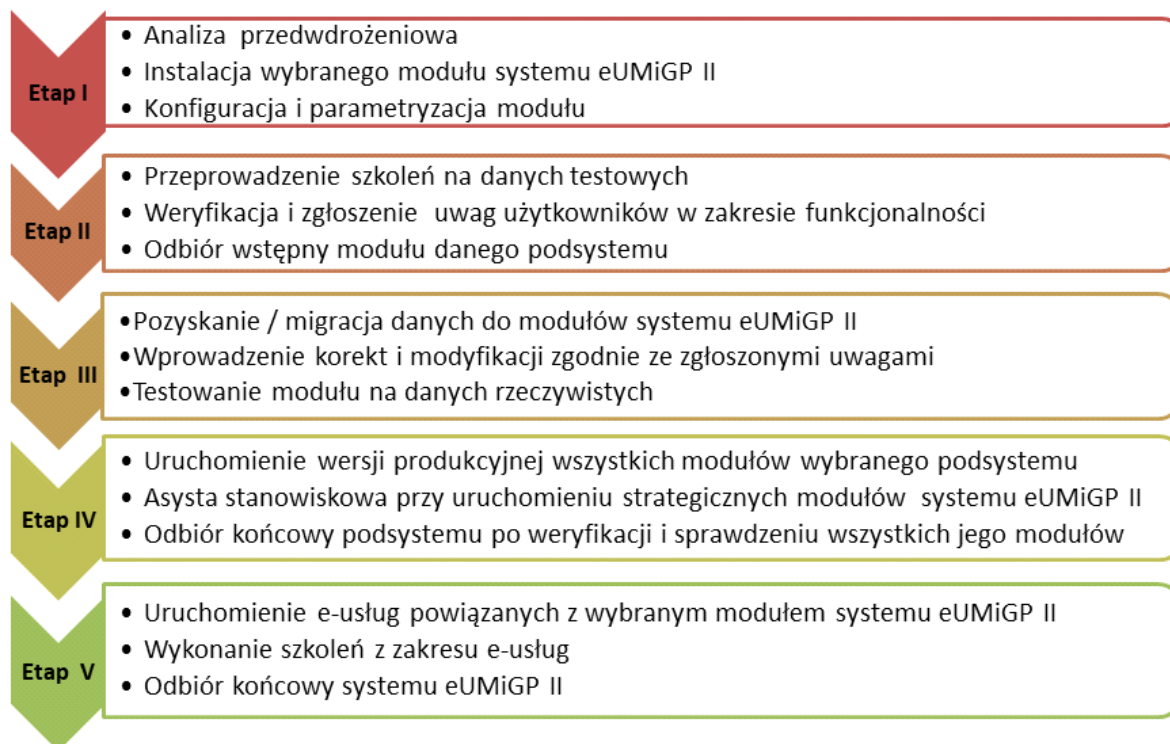 Etap I
• Analiza przedwdrożeniowa
• Instalacja wybranego modułu systemu eUMiGP II
• Konfiguracja i parametryzacja modułu
Etap II
• Przeprowadzenie szkoleń na danych testowych
• Weryfikacja i zgłoszenie uwag użytkowników w zakresie funkcjonalności
• Odbiór wstępny modułu danego podsystemu
Etap III
•Pozyskanie / migracja danych do modułów systemu eUMiGP II
•Wprowadzenie korekt i modyfikacji zgodnie ze zgłoszonymi uwagami
•Testowanie modułu na danych rzeczywistych
Etap IV
• Uruchomienie wersji produkcyjnej wszystkich modułów wybranego podsystemu
• Asysta stanowiskowa przy uruchomieniu strategicznych modułów systemu eUMiGP II
• Odbiór końcowy podsystemu po weryfikacji i sprawdzeniu wszystkich jego modułów
Etap V
• Uruchomienie e-usług powiązanych z wybranym modułem systemu eUMiGP II
• Wykonanie szkoleń z zakresu e-usług
• Odbiór końcowy systemu eUMiGP II